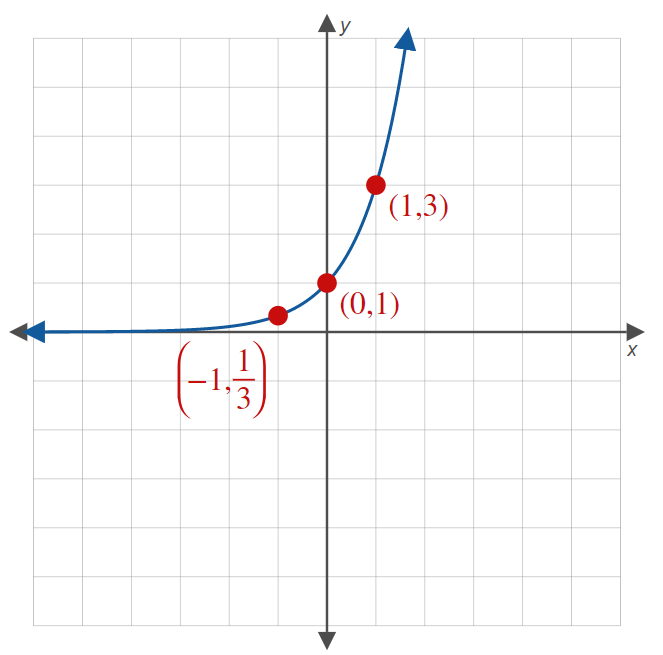 y
(1,3)
(0,1)
x
(−1,1/3)